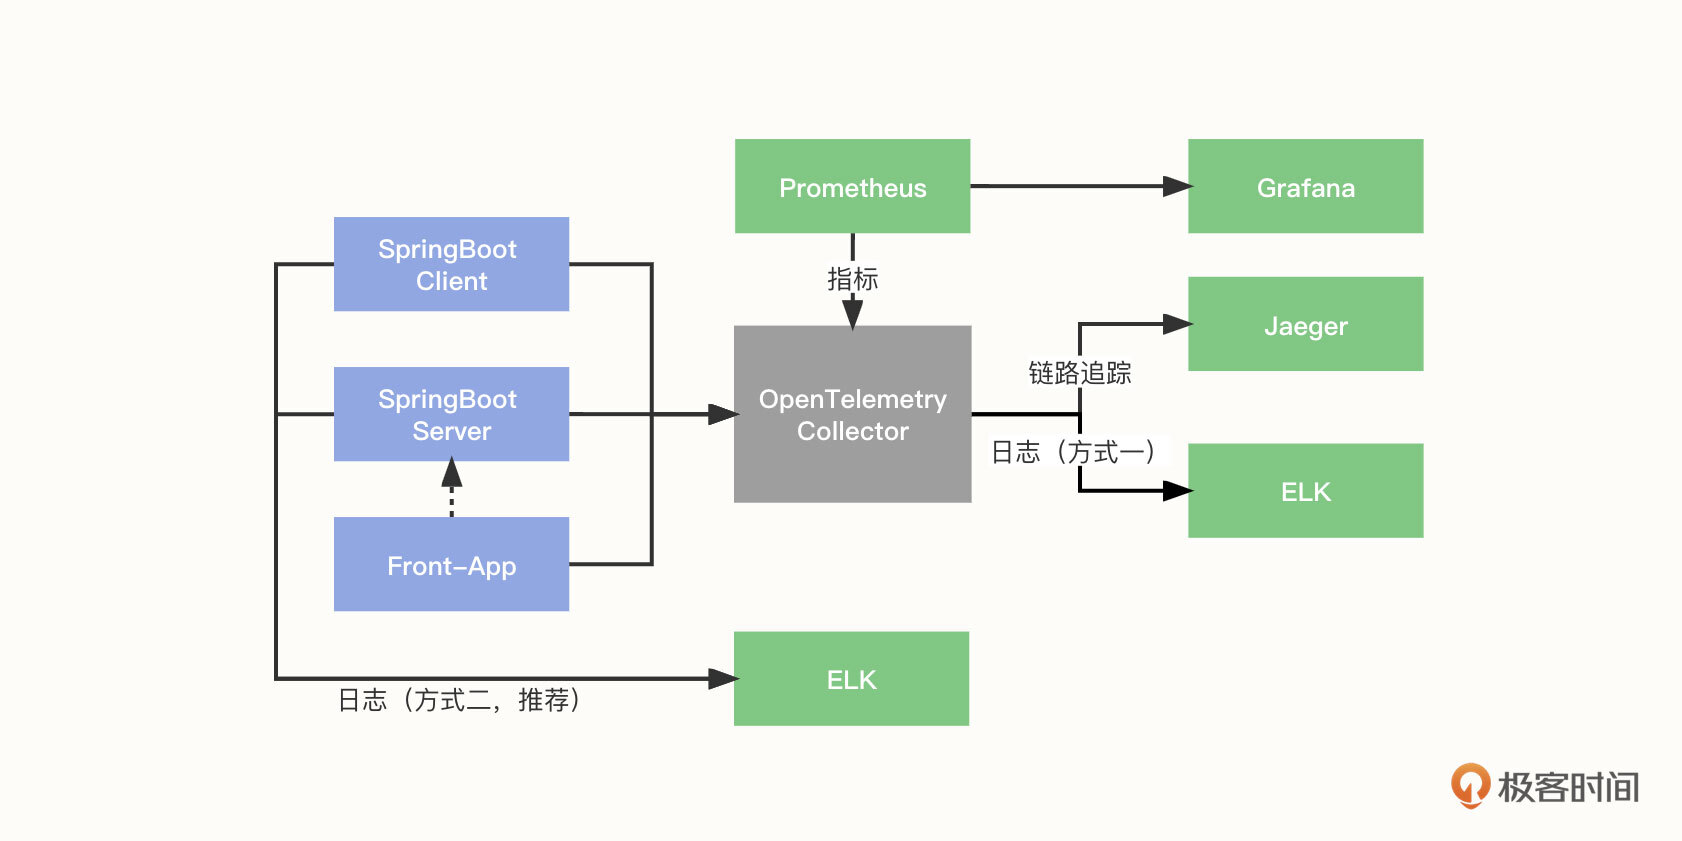 Prometheus
Grafana
SpringBoot
Client
指标
Jaeger
SpringBoot
Server
OpenTelemetry
Collector
链路追踪
日志（方式一）
ELK
Front-App
ELK
日志（方式二，推荐）
极客时间